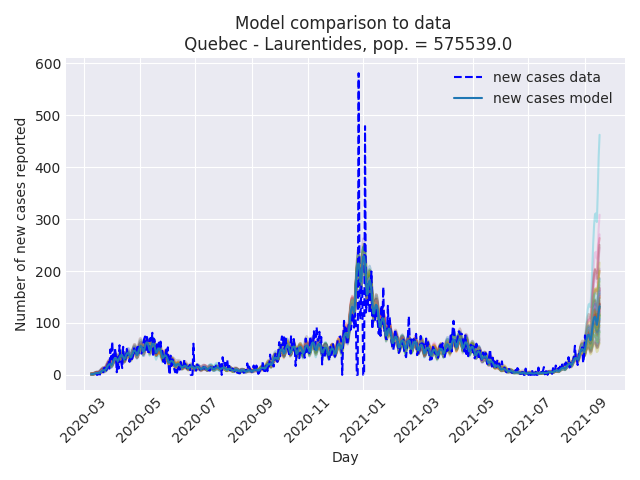 Model comparison to data
Quebec - Laurentides, pop. = 575539.0
new cases data
new cases model
Number of new cases reported
600
500
400
300
200
100
0
2020-03
2020-05
2020-07
2020-09
2020-11
2021-01
2021-03
2021-05
2021-07
2021-09
Day